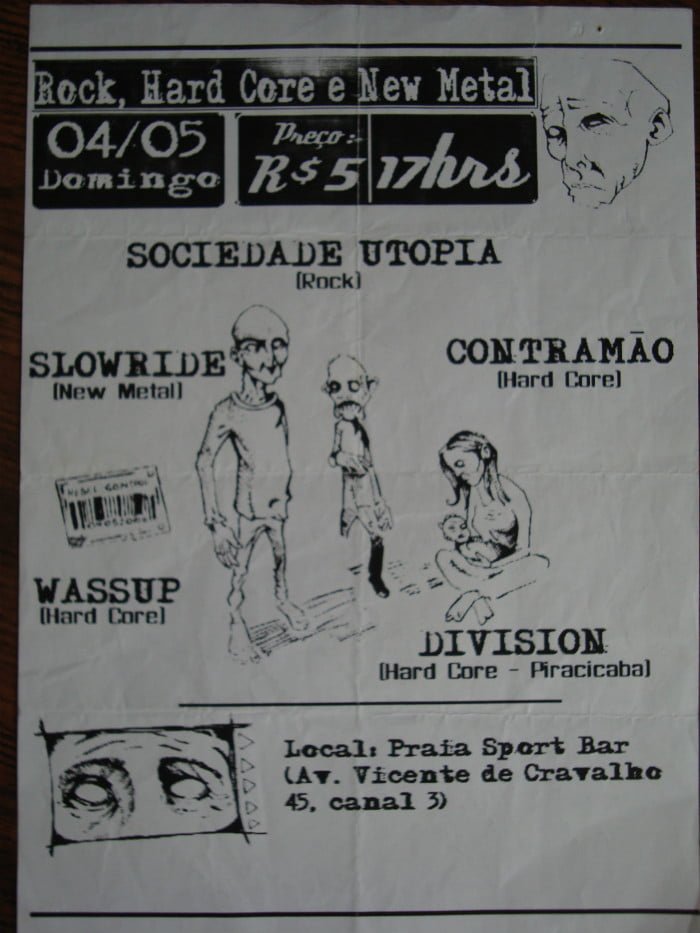 Rock, Hard Core e New Metal
04/05
Domingo
Preço:-
R$ 5
17hrs
SOCIEDADE UTOPIA
(Rock)
SLOWRIDE
(New Metal)
CONTRAMÃO
(Hard Core)
WASSUP
(Hard Core)
DIVISION
(Hard Core - Piracicaba)
Local: Praia Sport Bar
(Av. Vicente de Cravalho
45, canal 3)